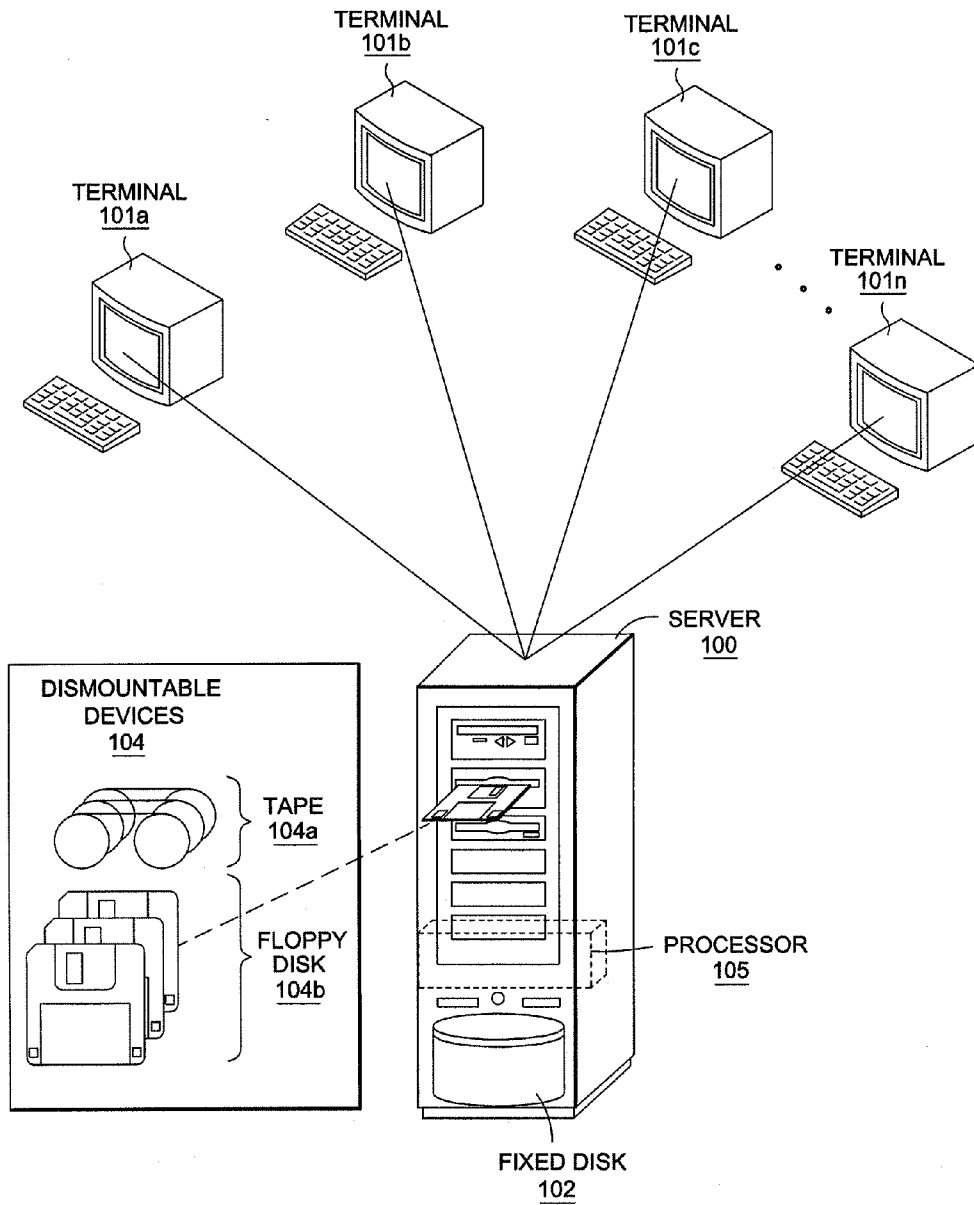 TERMINAL
101b
TERMINAL
101c
TERMINAL
101a
TERMINAL
101n
SERVER
100
DISMOUNTABLE
DEVICES
104
TAPE
104a
FLOPPY
DISK
104b
PROCESSOR
105
FIXED DISK
102